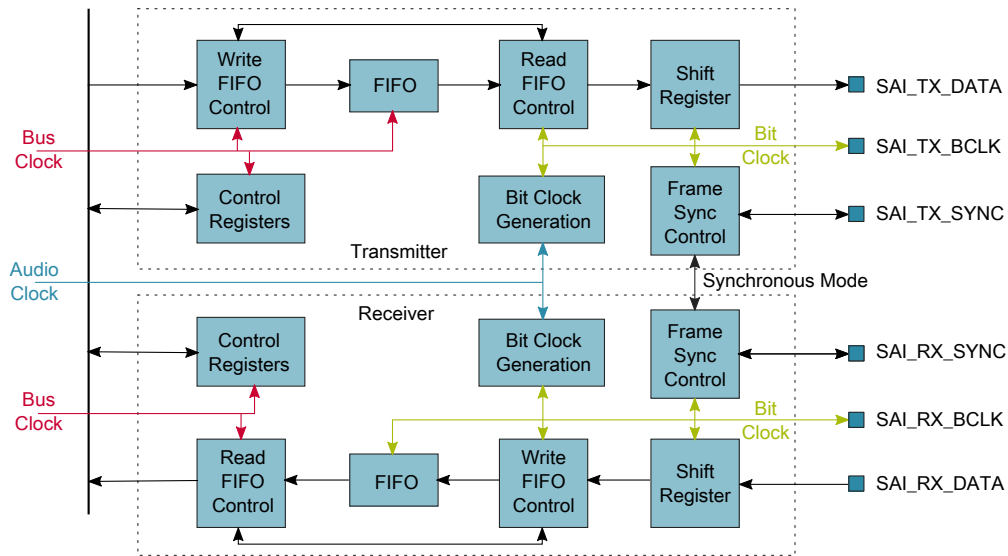 Write
FIFO
Control
FIFO
Read
FIFO
Control
Shift
Register
SAI_TX_DATA
Bus
Clock
Bit
Clock
SAI_TX_BCLK
Control
Registers
Bit Clock
Generation
Frame
Sync
Control
SAI_TX_SYNC
Transmitter
Audio
Clock
Synchronous Mode
Receiver
Control
Registers
Bit Clock
Generation
Frame
Sync
Control
SAI_RX_SYNC
Bus
Clock
Bit
Clock
SAI_RX_BCLK
Read
FIFO
Control
FIFO
Write
FIFO
Control
Shift
Register
SAI_RX_DATA